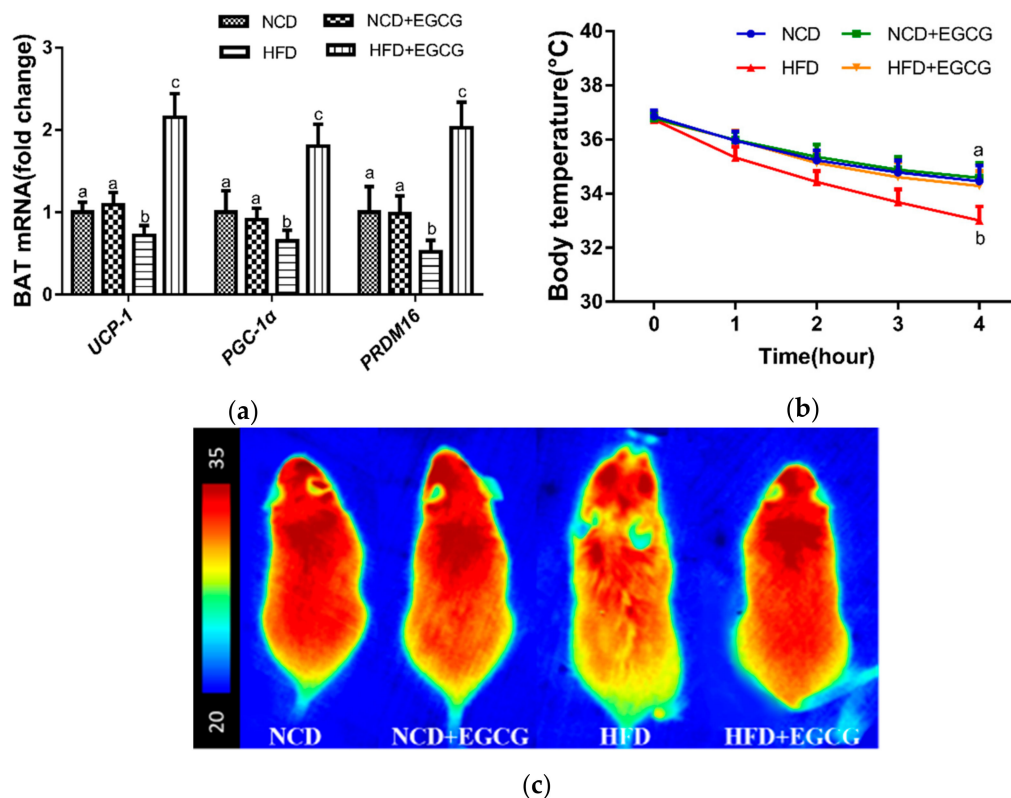 NCD
NCD+EGCG
HFD
HFD+EGCG
BAT mRNA(fold change)
3
2
1
0
a a b c
a a b c
a a b c
UCP-1
PGC-1α
PRDM16
(a)
NCD
NCD+EGCG
HFD
HFD+EGCG
Body temperature(°C)
40
38
36
34
32
30
a
b
0 1 2 3 4
Time(hour)
(b)
35
20
NCD
NCD+EGCG
HFD
HFD+EGCG
(c)